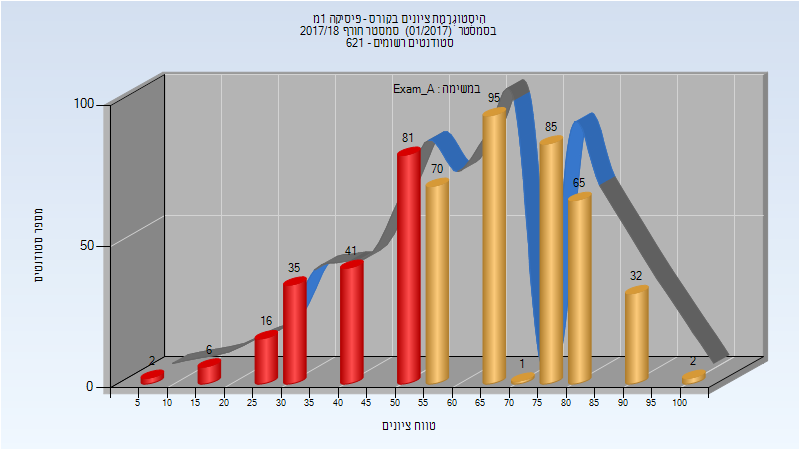 היסטוגרמת ציונים בקורס - פיסיקה 1מ
בסמסטר (01/2017) סמסטר חורף 2017/18
סטודנטים רשומים - 621
במשימה : Exam_A
מספר סטודנטים
100
50
0
2
6
16
35
41
81
70
95
1
85
65
32
2
5 10 15 20 25 30 35 40 45 50 55 60 65 70 75 80 85 90 95 100
טווח ציונים